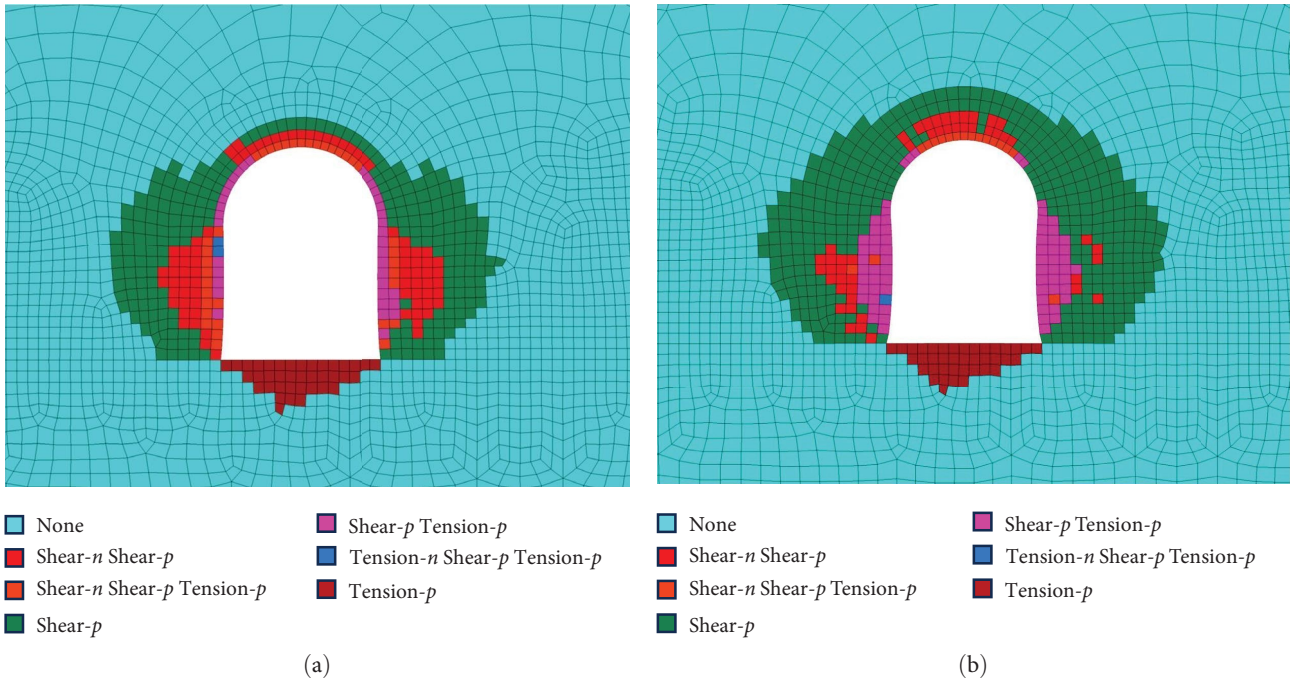 None
Shear-n Shear-p
Shear-n Shear-p Tension-p
Shear-p
Shear-p Tension-p
Tension-n Shear-p Tension-p
Tension-p
(a)
None
Shear-n Shear-p
Shear-n Shear-p Tension-p
Shear-p
Shear-p Tension-p
Tension-n Shear-p Tension-p
Tension-p
(b)